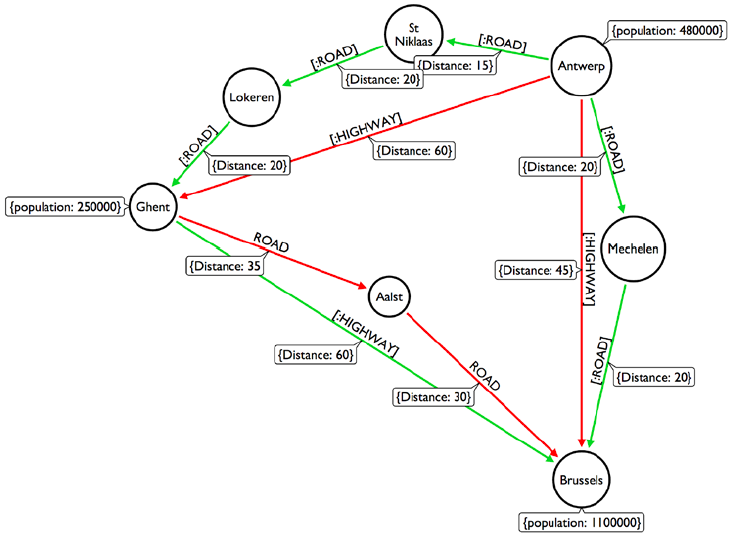 St
Niklaas
[:ROAD]
{population: 480000}
[:ROAD]
{Distance: 15}
Antwerp
{Distance: 20}
Lokeren
[:HIGHWAY]
[:ROAD]
{Distance: 60}
[:ROAD]
{Distance: 20}
{Distance: 20}
{population: 250000}
Ghent
ROAD
{Distance: 35
Mechelen
[:HIGHWAY]
{Distance: 45}
Aalst
[:HIGHWAY]
{Distance: 60}
ROAD
{Distance: 30}
[:ROAD]
{Distance: 20}
Brussels
{population: 1100000}